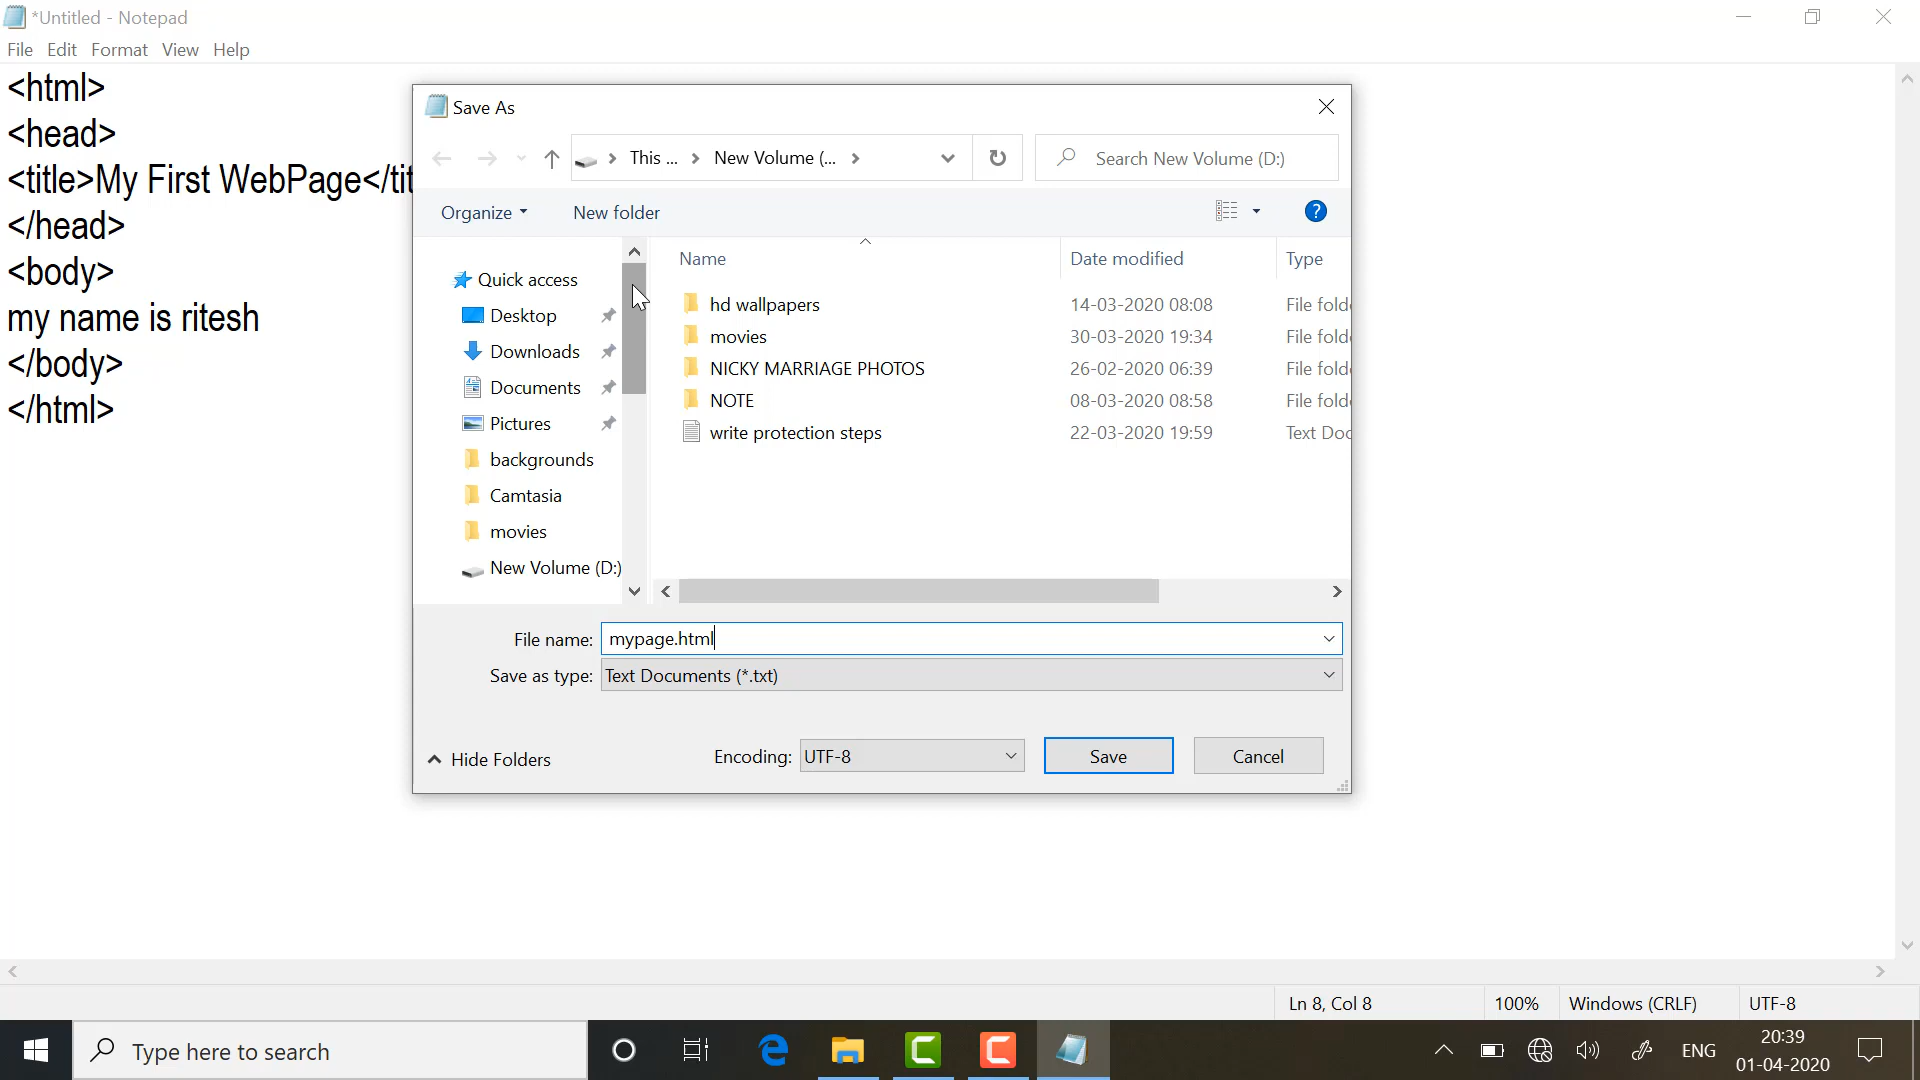 *Untitled - Notepad
File Edit Format View Help
<html>
<head>
<title>My First WebPage</tit
</head>
<body>
my name is ritesh
</body>
</html>
Save As
This ... New Volume (...
Search New Volume (D:)
Organize New folder
?
Quick access
Desktop
Downloads
Documents
Pictures
backgrounds
Camtasia
movies
New Volume (D:)
Name Date modified Type
hd wallpapers 14-03-2020 08:08 File folde
movies 30-03-2020 19:34 File folde
NICKY MARRIAGE PHOTOS 26-02-2020 06:39 File folde
NOTE 08-03-2020 08:58 File folde
write protection steps 22-03-2020 19:59 Text Doc
File name: mypage.html
Save as type: Text Documents (*.txt)
Hide Folders
Encoding: UTF-8
Save
Cancel
Ln 8, Col 8 100% Windows (CRLF) UTF-8
Type here to search
ENG
20:39
01-04-2020